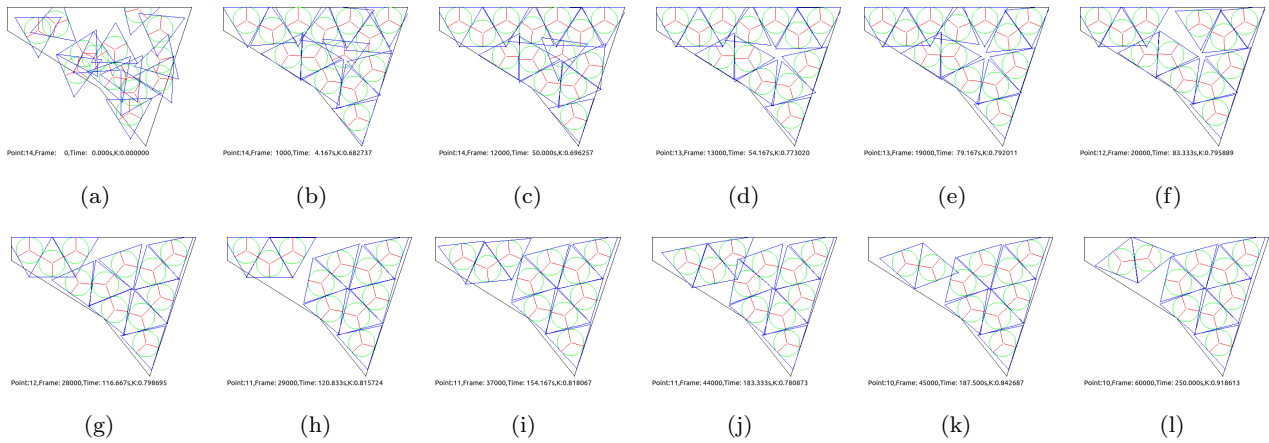 Point:14,Frame: 0,Time: 0.000s,K:0.000000
Point:14,Frame: 1000,Time: 4.167s,K:0.682737
Point:14,Frame: 12000,Time: 50.000s,K:0.696257
Point:13,Frame: 13000,Time: 54.167s,K:0.773020
Point:13,Frame: 19000,Time: 79.167s,K:0.792011
Point:12,Frame: 20000,Time: 83.333s,K:0.795889
(a)
(b)
(c)
(d)
(e)
(f)
Point:12,Frame: 28000,Time: 116.667s,K:0.798695
Point:11,Frame: 29000,Time: 120.833s,K:0.815724
Point:11,Frame: 37000,Time: 154.167s,K:0.818067
Point:11,Frame: 44000,Time: 183.333s,K:0.780873
Point:10,Frame: 45000,Time: 187.500s,K:0.842687
Point:10,Frame: 60000,Time: 250.000s,K:0.918613
(g)
(h)
(i)
(j)
(k)
(l)